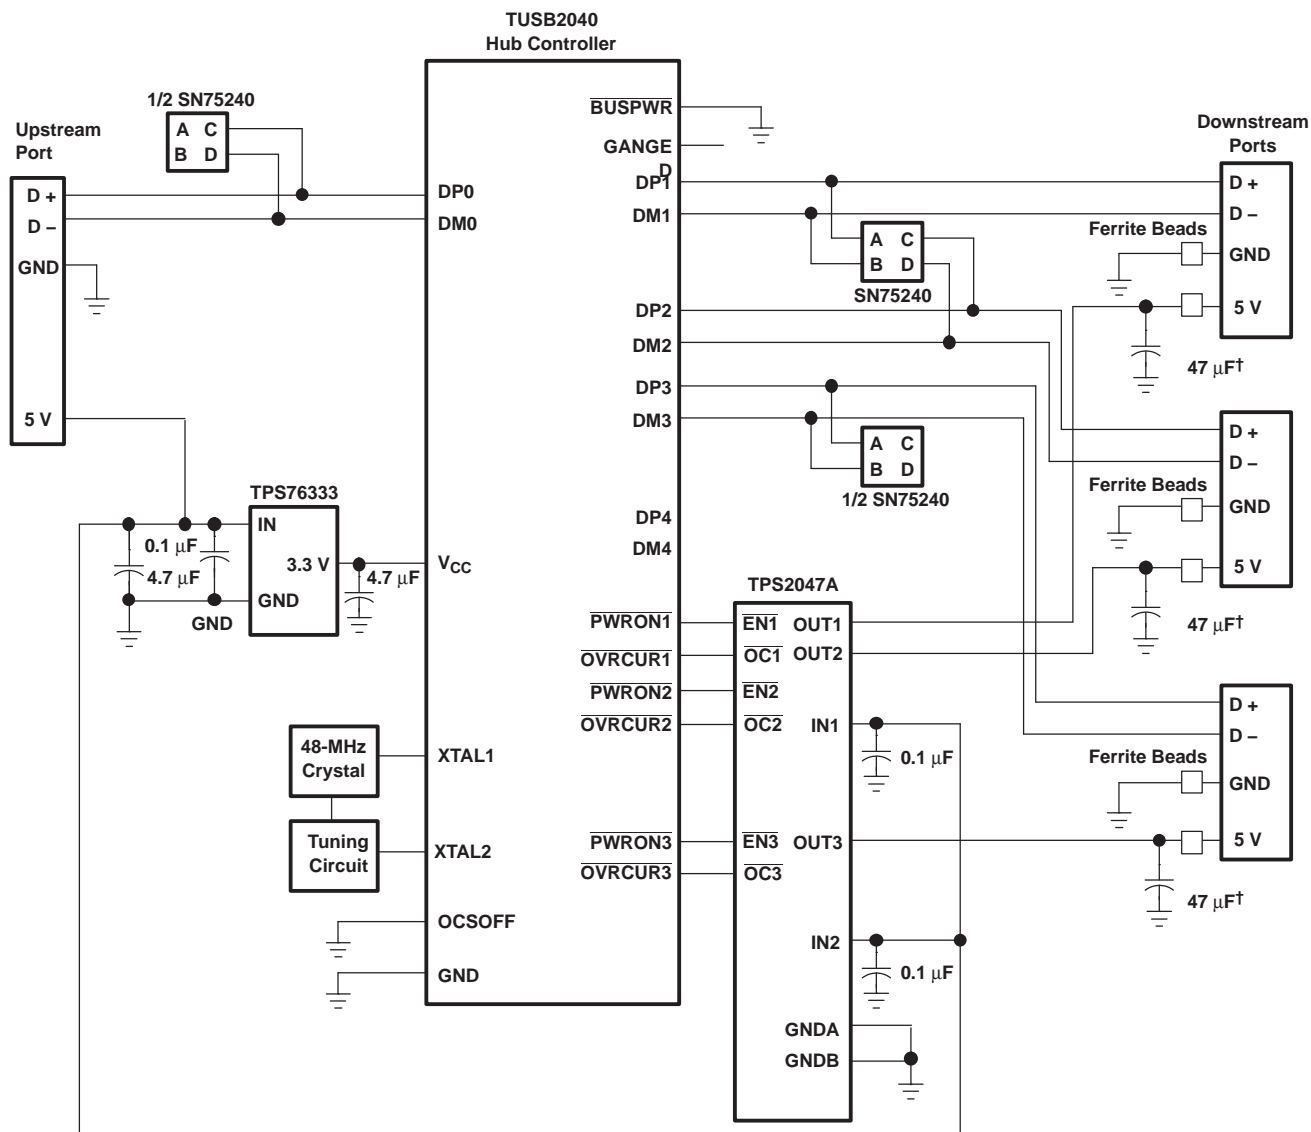 TUSB2040
Hub Controller
1/2 SN75240
A C
B D
Upstream
Port
D +
D −
GND
5 V
BUSPWR
GANGE
D
DP0
DM0
DP1
DM1
DP2
DM2
DP3
DM3
DP4
DM4
A C
B D
SN75240
A C
B D
1/2 SN75240
Downstream
Ports
D +
D −
Ferrite Beads
GND
5 V
47 μF†
D +
D −
Ferrite Beads
GND
5 V
47 μF†
D +
D −
Ferrite Beads
GND
5 V
47 μF†
TPS76333
IN
0.1 μF
4.7 μF
3.3 V
GND
GND
4.7 μF
VCC
48-MHz
Crystal
XTAL1
Tuning
Circuit
XTAL2
OCSOFF
GND
PWRON1
OVRCUR1
PWRON2
OVRCUR2
PWRON3
OVRCUR3
TPS2047A
EN1 OUT1
OC1 OUT2
EN2
OC2 IN1
0.1 μF
EN3 OUT3
OC3
IN2
0.1 μF
GNDA
GNDB